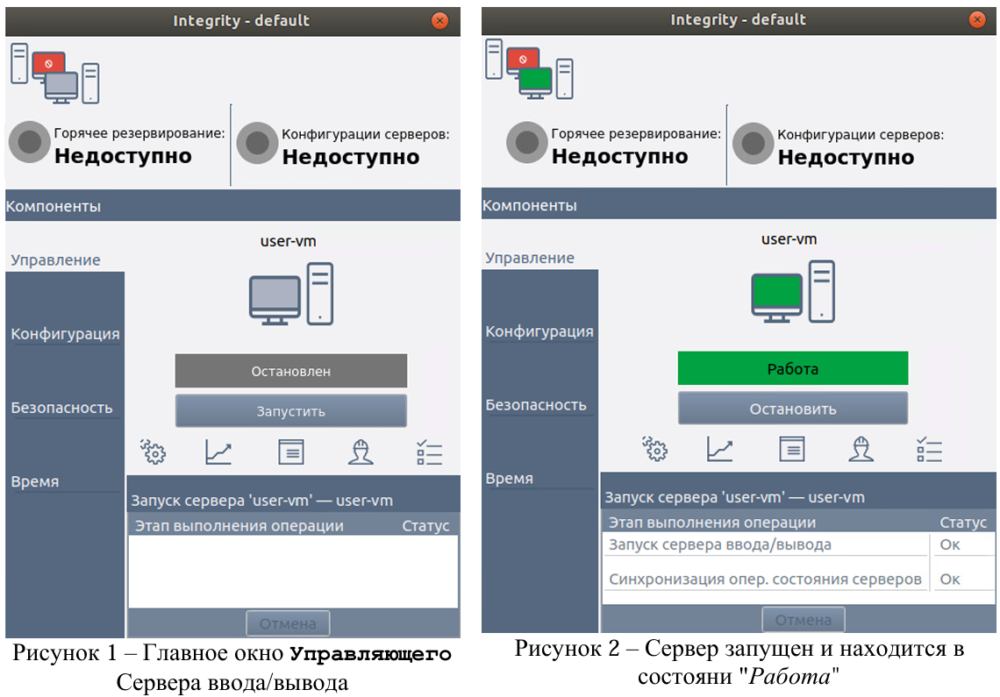 Integrity - default
Горячее резервирование:
Недоступно
Конфигурации серверов:
Недоступно
Компоненты
Управление
Конфигурация
Безопасность
Время
user-vm
Остановлен
Запустить
Запуск сервера 'user-vm' — user-vm
Этап выполнения операции Статус
Отмена
Рисунок 1 – Главное окно Управляющего
Сервера ввода/вывода
Integrity - default
Горячее резервирование:
Недоступно
Конфигурации серверов:
Недоступно
Компоненты
Управление
Конфигурация
Безопасность
Время
user-vm
Работа
Остановить
Запуск сервера 'user-vm' — user-vm
Этап выполнения операции Статус
Запуск сервера ввода/вывода Ок
Синхронизация опер. состояния серверов Ок
Отмена
Рисунок 2 – Сервер запущен и находится в
состояни "Работа"